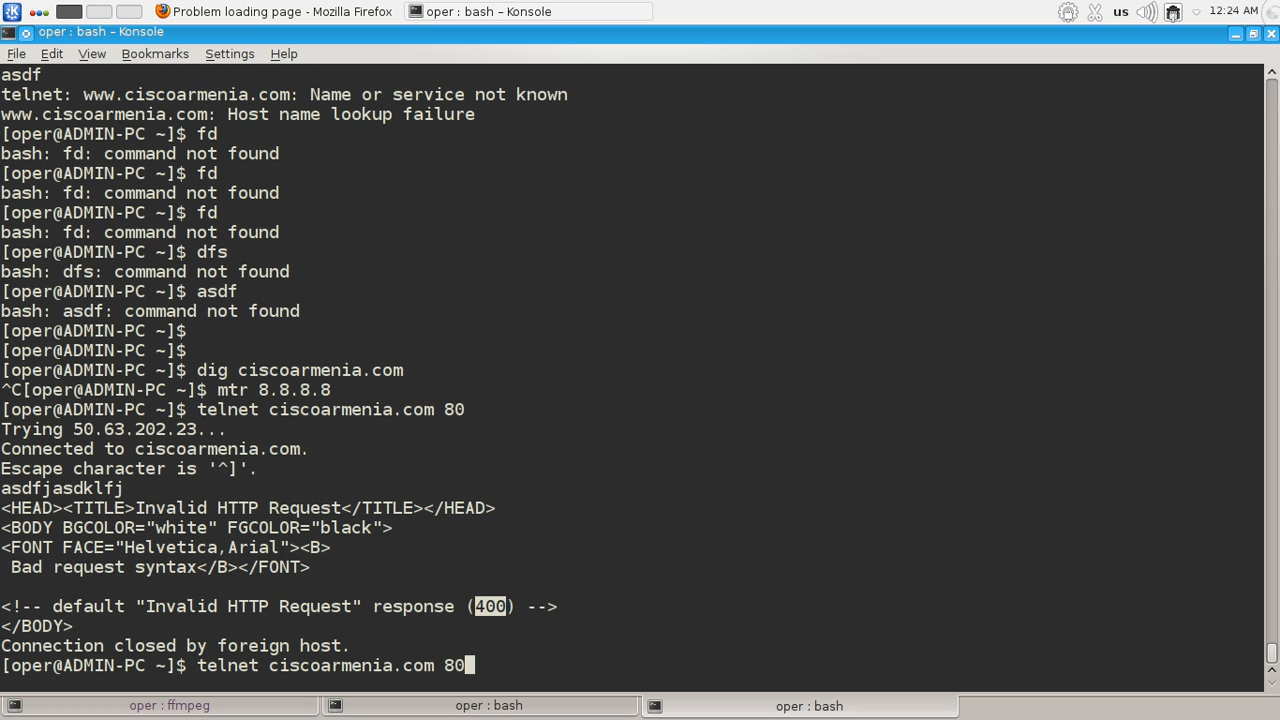 Problem loading page - Mozilla Firefox
oper : bash – Konsole
us
12:24 AM
oper : bash – Konsole
File Edit View Bookmarks Settings Help
asdf
telnet: www.ciscoarmenia.com: Name or service not known
www.ciscoarmenia.com: Host name lookup failure
[oper@ADMIN-PC ~]$ fd
bash: fd: command not found
[oper@ADMIN-PC ~]$ fd
bash: fd: command not found
[oper@ADMIN-PC ~]$ fd
bash: fd: command not found
[oper@ADMIN-PC ~]$ dfs
bash: dfs: command not found
[oper@ADMIN-PC ~]$ asdf
bash: asdf: command not found
[oper@ADMIN-PC ~]$
[oper@ADMIN-PC ~]$
[oper@ADMIN-PC ~]$ dig ciscoarmenia.com
^C[oper@ADMIN-PC ~]$ mtr 8.8.8.8
[oper@ADMIN-PC ~]$ telnet ciscoarmenia.com 80
Trying 50.63.202.23...
Connected to ciscoarmenia.com.
Escape character is '^]'.
asdfjasdklfj
<HEAD><TITLE>Invalid HTTP Request</TITLE></HEAD>
<BODY BGCOLOR="white" FGCOLOR="black">
<FONT FACE="Helvetica,Arial"><B>
 Bad request syntax</B></FONT>
<!-- default "Invalid HTTP Request" response (400) -->
</BODY>
Connection closed by foreign host.
[oper@ADMIN-PC ~]$ telnet ciscoarmenia.com 80
oper : ffmpeg
oper : bash
oper : bash